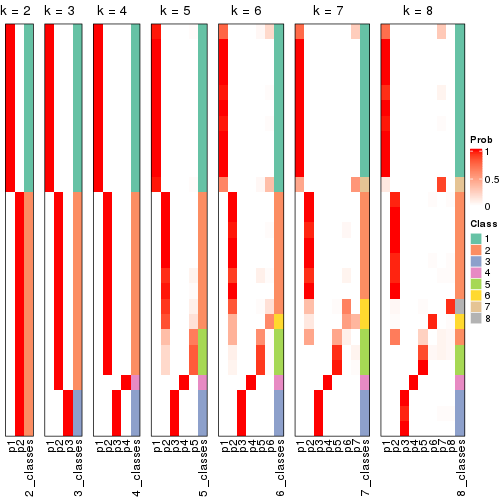 k = 2 k = 3 k = 4 k = 5 k = 6 k = 7 k = 8
Prob
1
0.5
0
Class
1
2
3
4
5
6
7
8
p1 p2 2_classes
p1 p2 p3 3_classes
p1 p2 p3 p4 4_classes
p1 p2 p3 p4 p5 5_classes
p1 p2 p3 p4 p5 p6 6_classes
p1 p2 p3 p4 p5 p6 p7 7_classes
p1 p2 p3 p4 p5 p6 p7 p8 8_classes